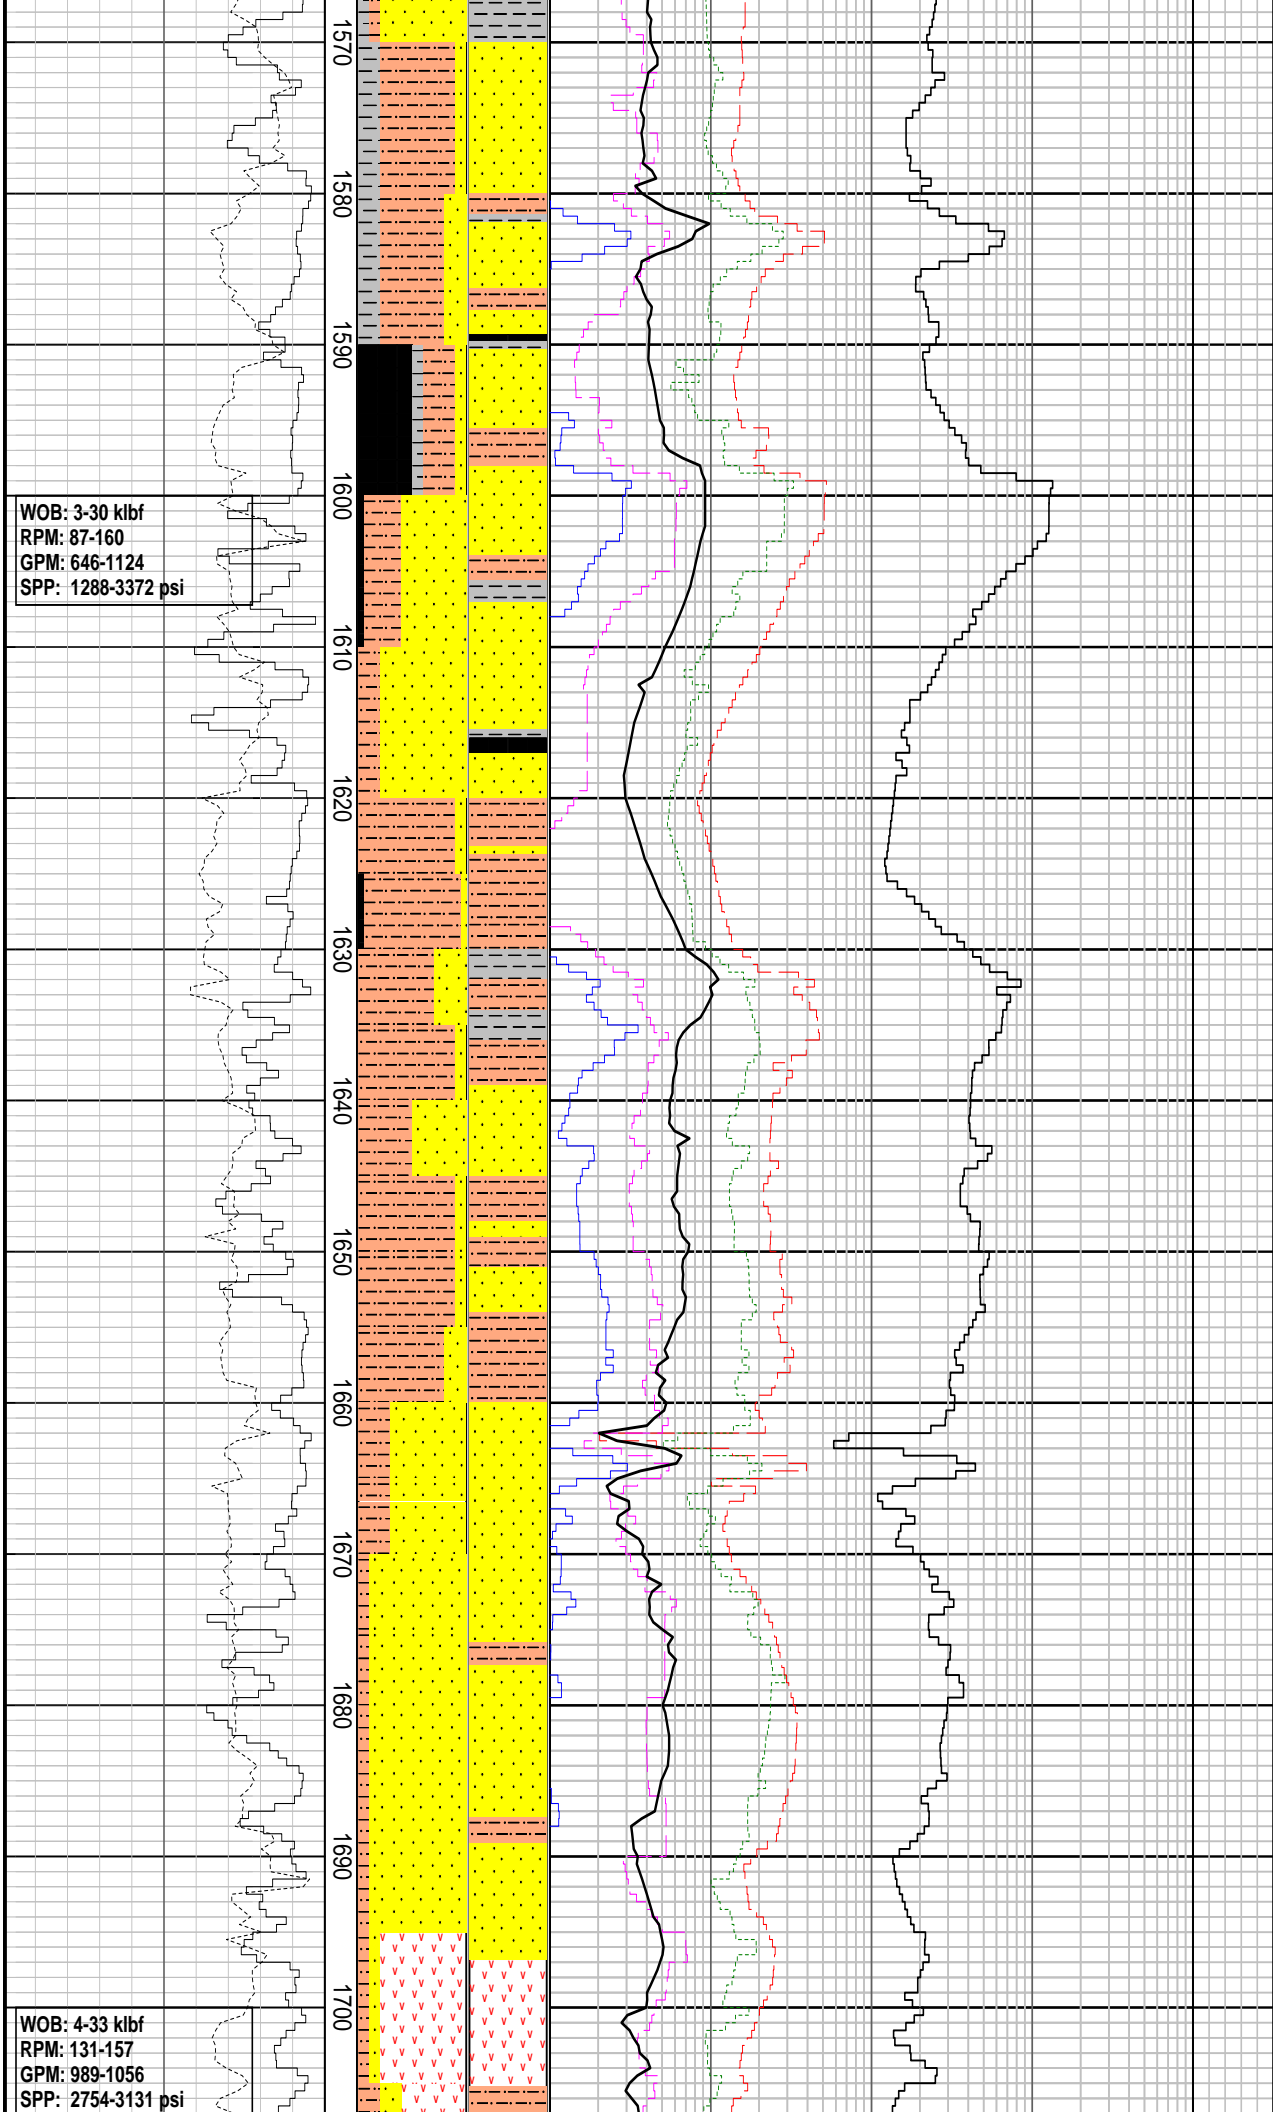 1570
1580
1590
1600
WOB: 3-30 klbf
RPM: 87-160
GPM: 646-1124
SPP: 1288-3372 psi
1610
1620
1630
1640
1650
1660
1670
1680
1690
1700
WOB: 4-33 klbf
RPM: 131-157
GPM: 989-1056
SPP: 2754-3131 psi